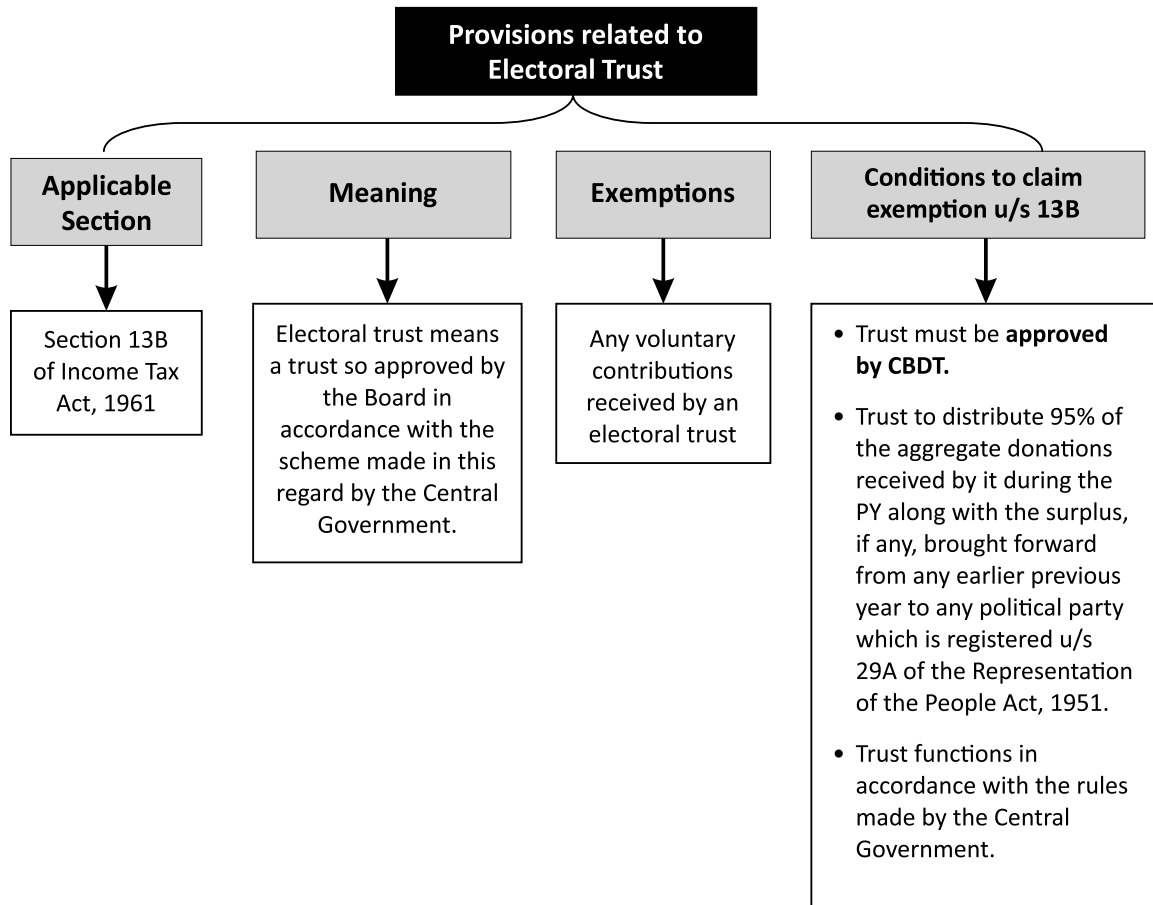 Provisions related to
Electoral Trust
Applicable
Section
Section 13B
of Income Tax
Act, 1961
Meaning
Electoral trust means
a trust so approved by
the Board in
accordance with the
scheme made in this
regard by the Central
Government.
Exemptions
Any voluntary
contributions
received by an
electoral trust
Conditions to claim
exemption u/s 13B
• Trust must be approved
by CBDT.
• Trust to distribute 95% of
the aggregate donations
received by it during the
PY along with the surplus,
if any, brought forward
from any earlier previous
year to any political party
which is registered u/s
29A of the Representation
of the People Act, 1951.
• Trust functions in
accordance with the rules
made by the Central
Government.